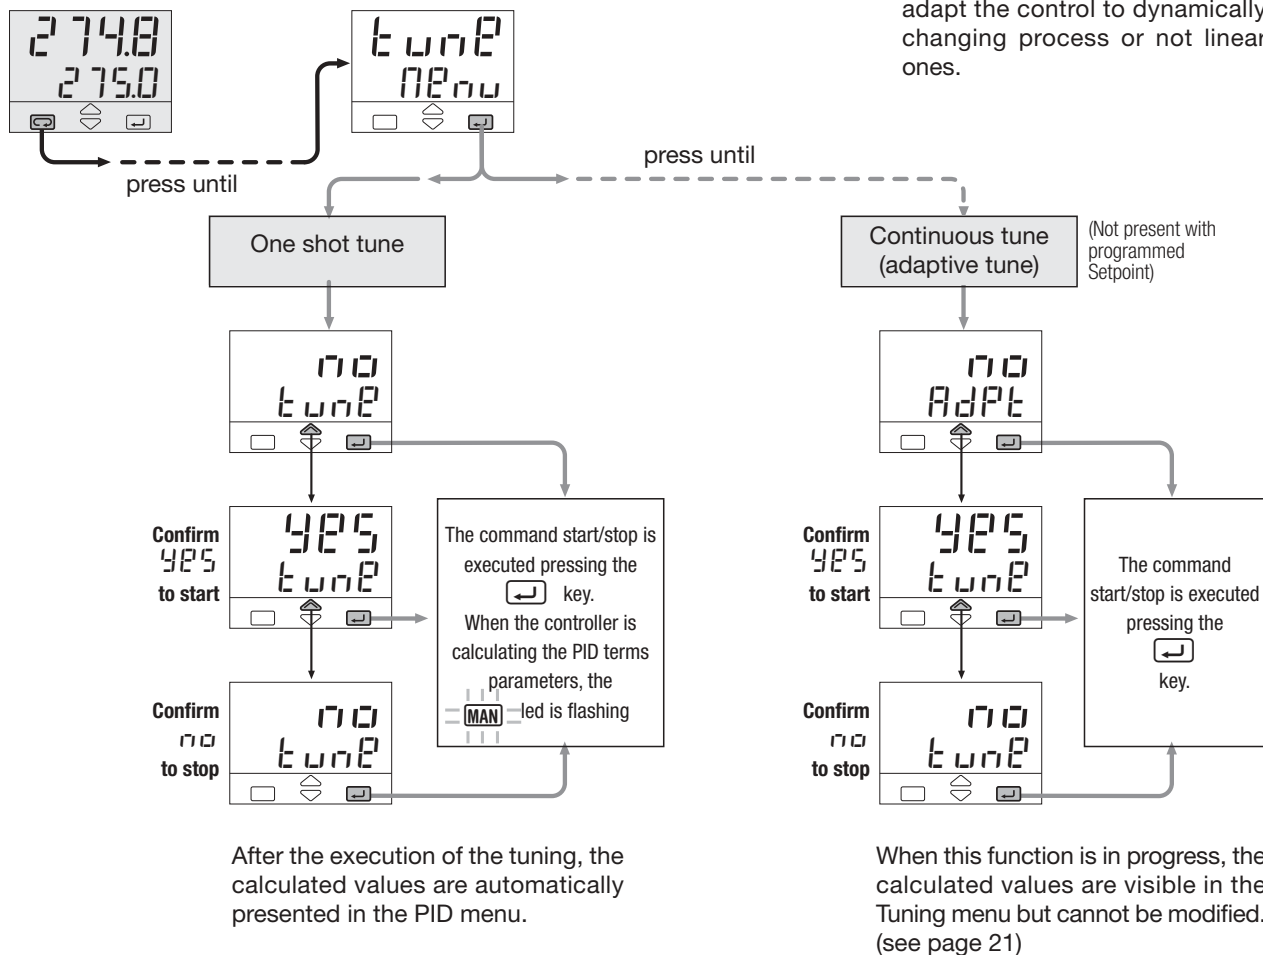 adapt the control to dynamically
changing process or not linear
ones.
274.8
275.0
tunE
MEnu
press until
press until
One shot tune
Continuous tune
(adaptive tune)
(Not present with
programmed
Setpoint)
no
tunE
Confirm
YES
to start
YES
tunE
Confirm
no
to stop
no
tunE
The command start/stop is
executed pressing the
key.
When the controller is
calculating the PID terms
parameters, the
MAN led is flashing
no
AdPt
Confirm
YES
to start
YES
tunE
Confirm
no
to stop
no
tunE
The command
start/stop is executed
pressing the
key.
After the execution of the tuning, the
calculated values are automatically
presented in the PID menu.
When this function is in progress, the
calculated values are visible in the
Tuning menu but cannot be modified.
(see page 21)